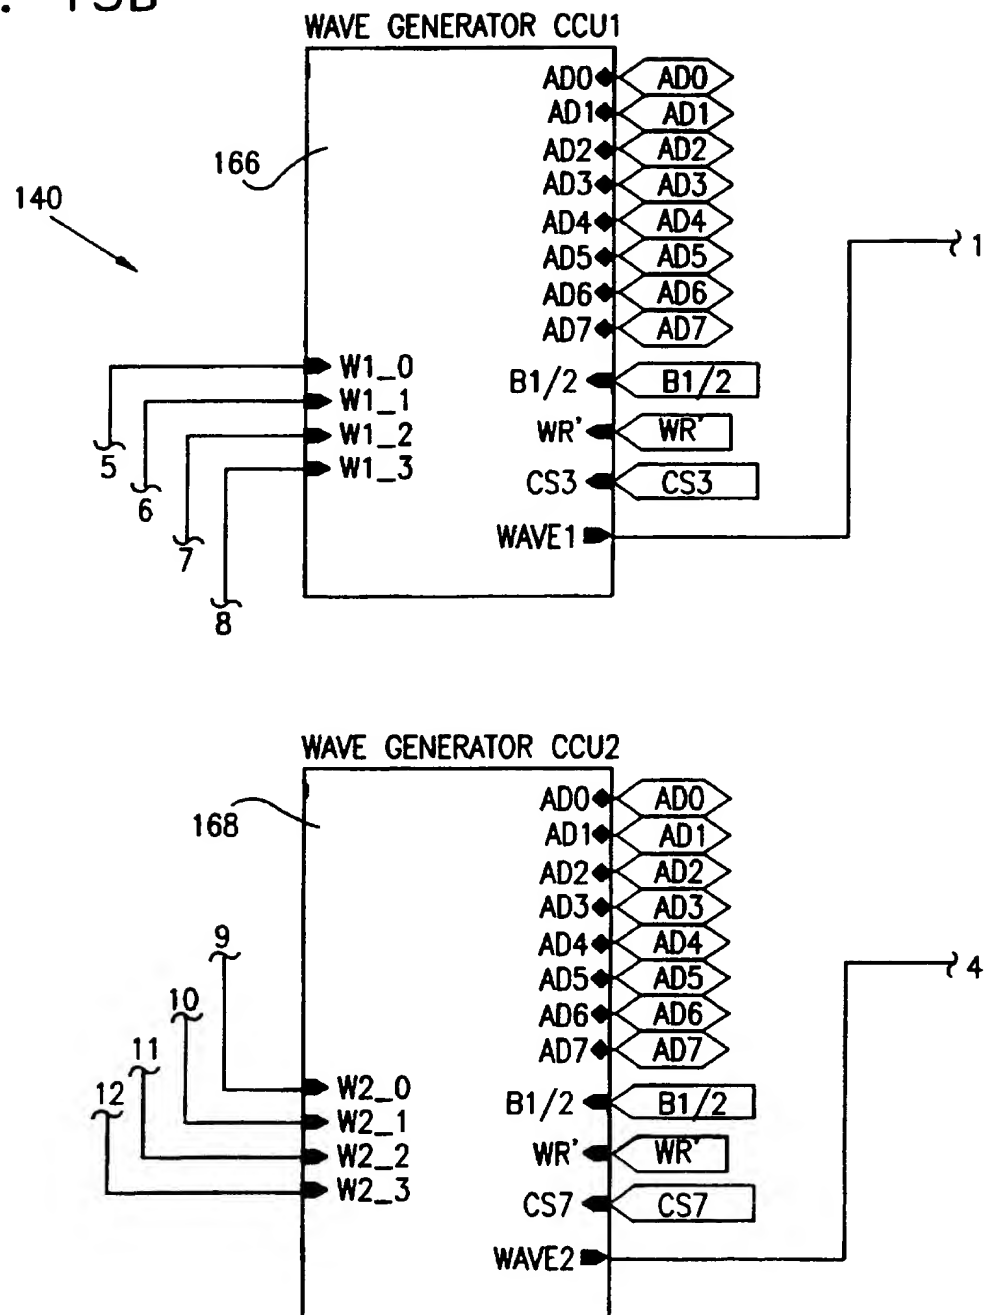 WAVE GENERATOR CCU1
AD0 AD0
AD1 AD1
166 AD2 AD2
140 AD3 AD3
AD4 AD4
AD5 AD5 1
AD6 AD6
AD7 AD7
W1_0 B1/2 B1/2
W1_1
W1_2 WR' WR'
5 W1_3 CS3 CS3
6
7 WAVE1
8
WAVE GENERATOR CCU2
AD0 AD0
168 AD1 AD1
AD2 AD2
AD3 AD3
9 AD4 AD4
AD5 AD5 4
10 AD6 AD6
11 AD7 AD7
12 W2_0 B1/2 B1/2
W2_1
W2_2 WR' WR'
W2_3 CS7 CS7
WAVE2